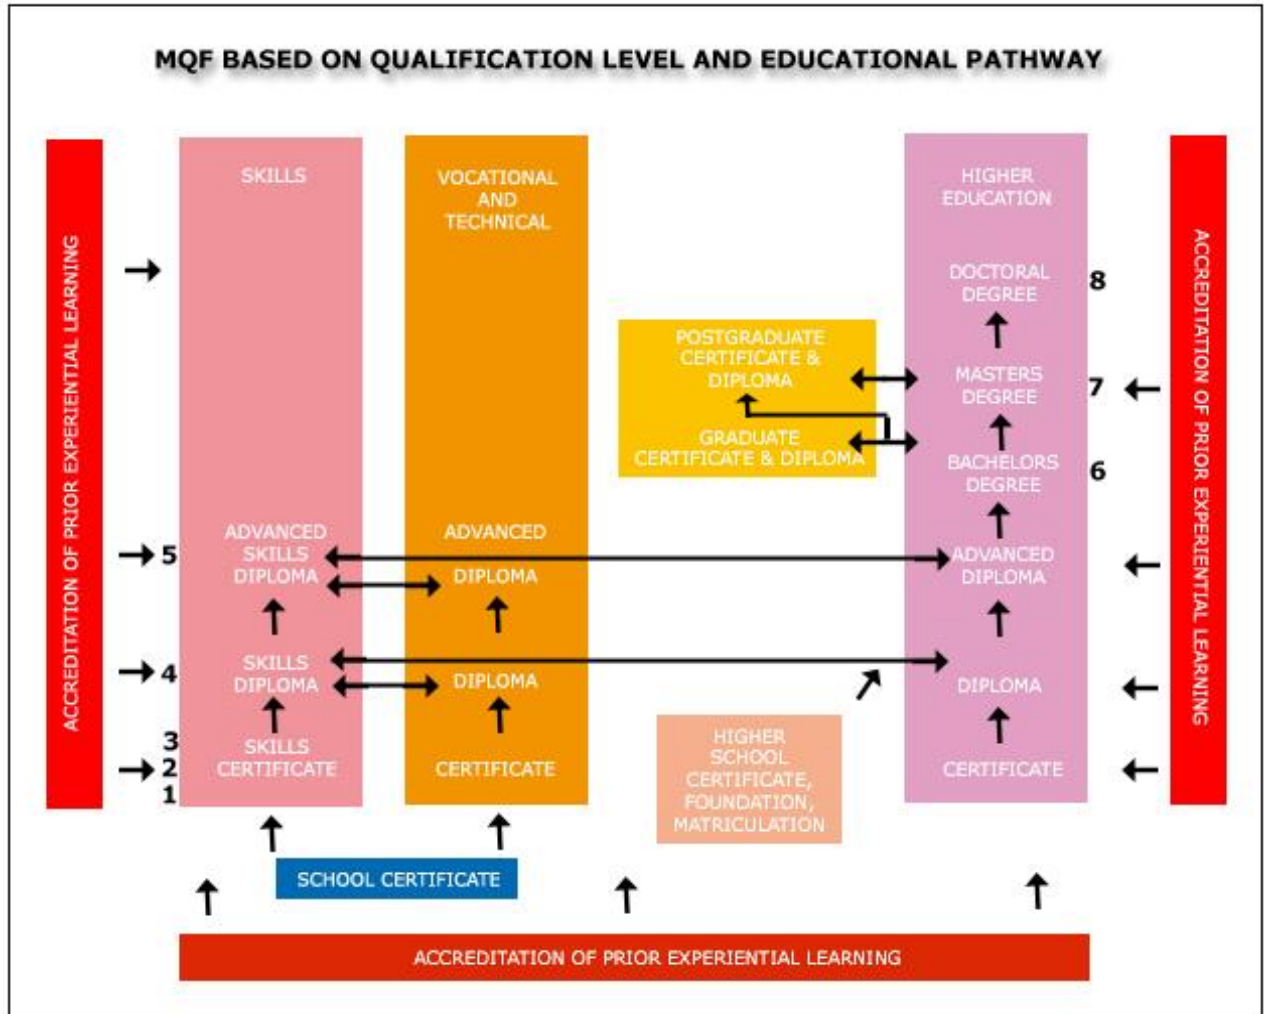 MQF BASED ON QUALIFICATION LEVEL AND EDUCATIONAL PATHWAY
ACCREDITATION OF PRIOR EXPERIENTIAL LEARNING
SKILLS
ADVANCED
SKILLS
DIPLOMA
SKILLS
DIPLOMA
SKILLS
CERTIFICATE
5
4
3
2
1
VOCATIONAL
AND
TECHNICAL
ADVANCED
DIPLOMA
DIPLOMA
CERTIFICATE
SCHOOL CERTIFICATE
POSTGRADUATE
CERTIFICATE &
DIPLOMA
GRADUATE
CERTIFICATE & DIPLOMA
HIGHER
SCHOOL
CERTIFICATE,
FOUNDATION,
MATRICULATION
HIGHER
EDUCATION
DOCTORAL
DEGREE
MASTERS
DEGREE
BACHELORS
DEGREE
ADVANCED
DIPLOMA
DIPLOMA
CERTIFICATE
8
7
6
ACCREDITATION OF PRIOR EXPERIENTIAL LEARNING
ACCREDITATION OF PRIOR EXPERIENTIAL LEARNING